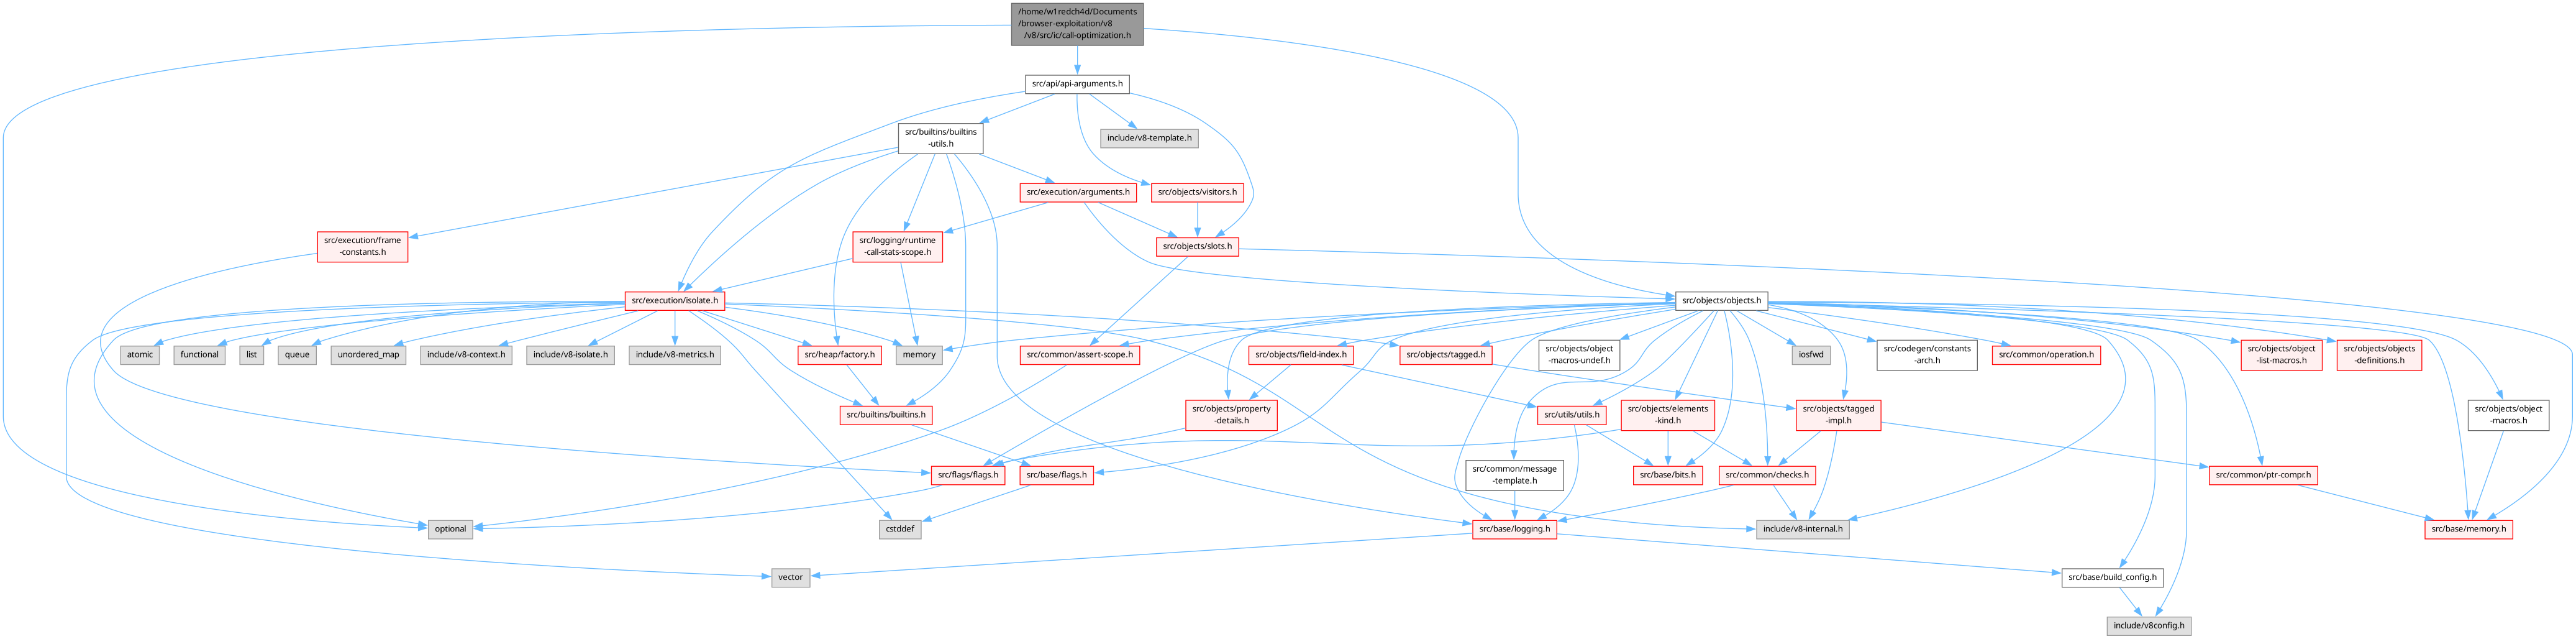 /home/w1redch4d/Documents
/browser-exploitation/v8
/v8/src/ic/call-optimization.h
src/api/api-arguments.h
src/builtins/builtins
-utils.h
include/v8-template.h
src/execution/arguments.h
src/objects/visitors.h
src/execution/frame
-constants.h
src/logging/runtime
-call-stats-scope.h
src/objects/slots.h
src/execution/isolate.h
src/objects/objects.h
atomic
functional
list
queue
unordered_map
include/v8-context.h
include/v8-isolate.h
include/v8-metrics.h
src/heap/factory.h
memory
src/common/assert-scope.h
src/objects/field-index.h
src/objects/tagged.h
src/objects/object
-macros-undef.h
iosfwd
src/codegen/constants
-arch.h
src/common/operation.h
src/objects/object
-list-macros.h
src/objects/objects
-definitions.h
src/builtins/builtins.h
src/objects/property
-details.h
src/utils/utils.h
src/objects/elements
-kind.h
src/objects/tagged
-impl.h
src/objects/object
-macros.h
src/flags/flags.h
src/base/flags.h
src/common/message
-template.h
src/base/bits.h
src/common/checks.h
src/common/ptr-compr.h
optional
cstddef
src/base/logging.h
include/v8-internal.h
src/base/memory.h
vector
src/base/build_config.h
include/v8config.h